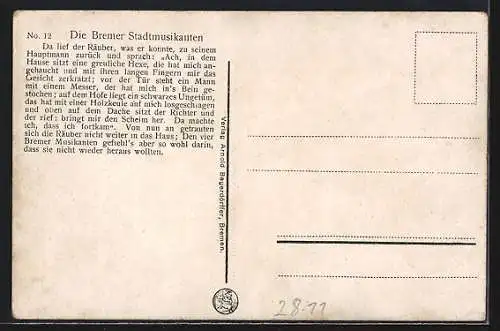 No. 12 Die Bremer Stadtmusikanten
Da lief der Räuber, was er konnte, zu seinem
Hauptmann zurück und sprach: „Ach, in dem
Hause sitzt eine greuliche Hexe, die hat mich an-
gehaucht und mit ihren langen Fingern mir das
Gesicht zerkratzt; vor der Tür steht ein Mann
mit einem Messer, der hat mich in's Bein ge-
stochen; auf dem Hofe liegt ein schwarzes Ungetüm,
das hat mit einer Holzkeule auf mich losgeschlagen
und oben auf dem Dache sitzt der Richter und
der rief: bringt mir den Schelm her. Da machte
ich, dass ich fortkam“. Von nun an getrauten
sich die Räuber nicht weiter in das Haus; Den vier
Bremer Musikanten gefiehl's aber so wohl darin,
dass sie nicht wieder heraus wollten.
Verlag Arnold Bagerdörffer, Bremen.
28.11